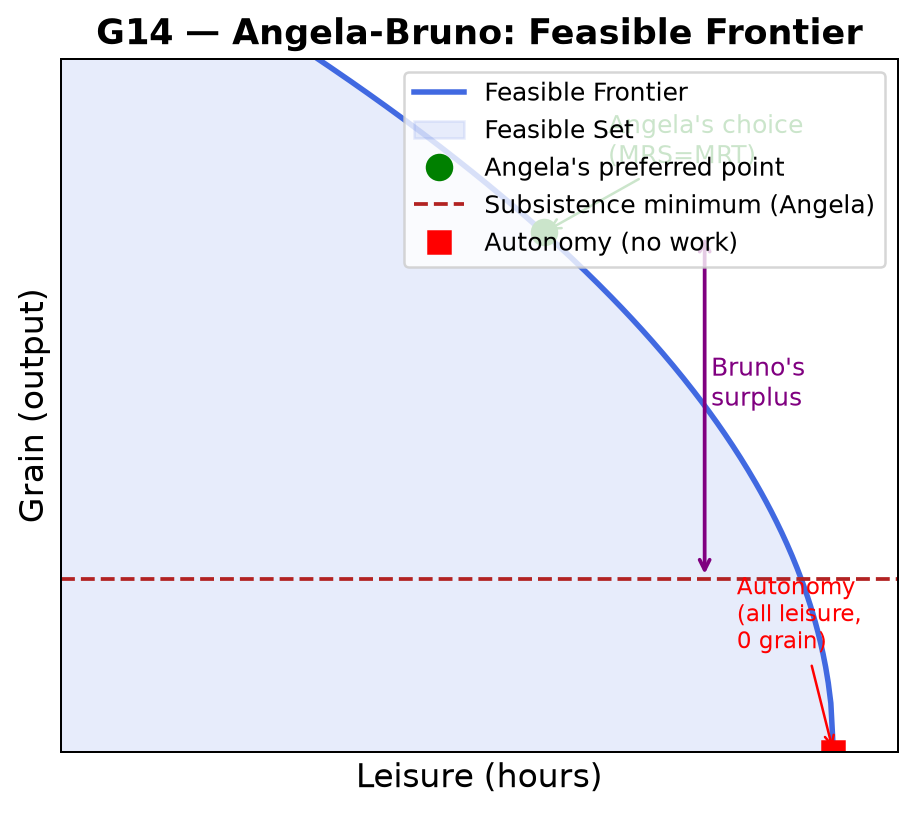 G14 — Angela-Bruno: Feasible Frontier
Feasible Frontier
Feasible Set
Angela's preferred point
Subsistence minimum (Angela)
Autonomy (no work)
Angela's choice
(MRS=MRT)
Bruno's
surplus
Autonomy
(all leisure,
0 grain)
Grain (output)
Leisure (hours)